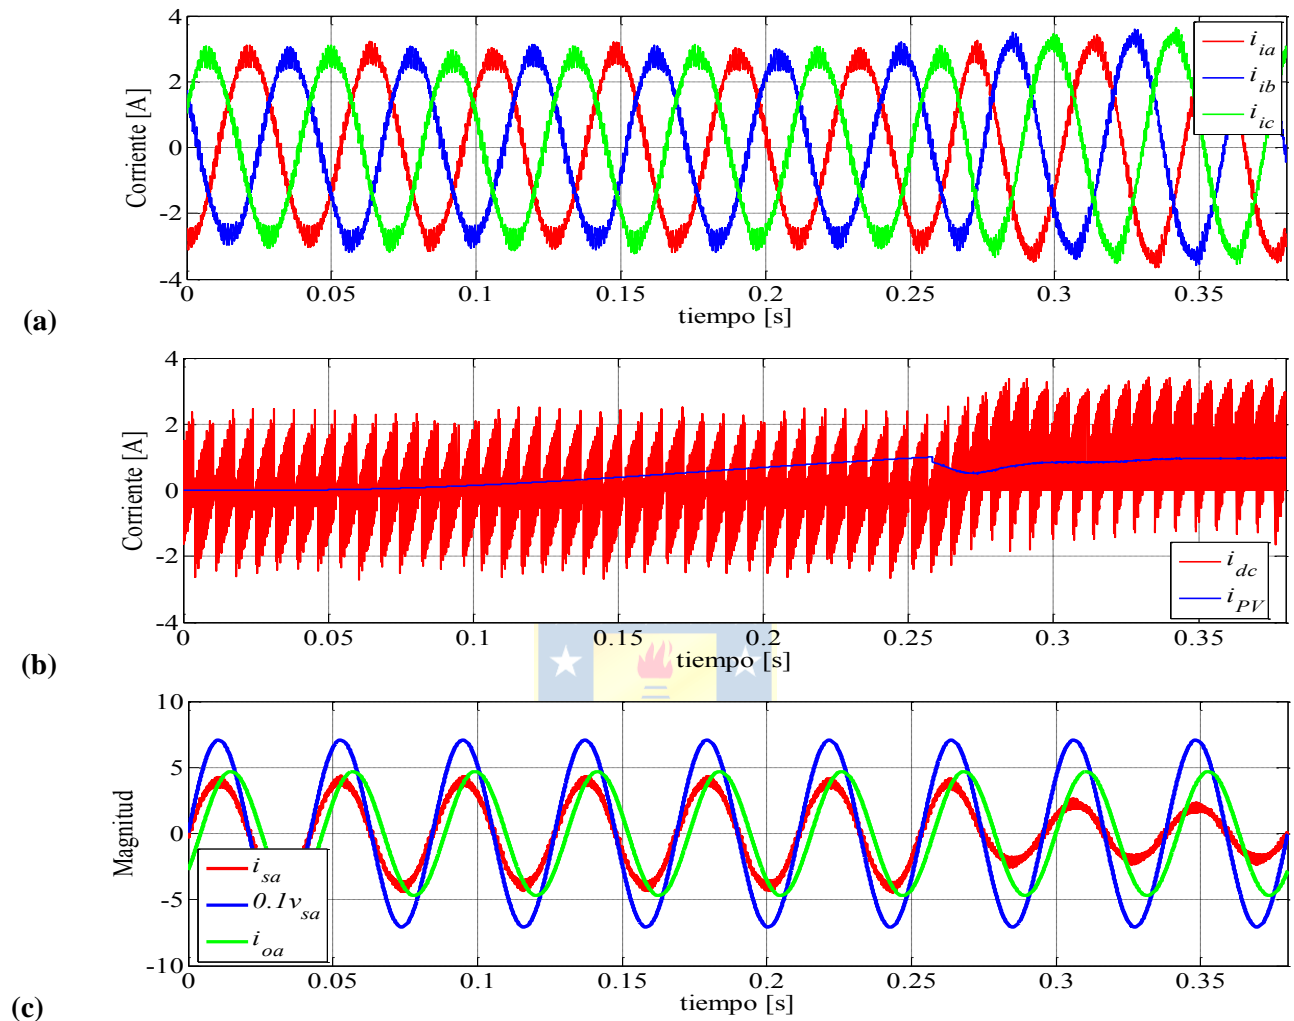 4
2
0
-2
-4
Corriente [A]
i_ia
i_ib
i_ic
0 0.05 0.1 0.15 0.2 0.25 0.3 0.35
tiempo [s]
(a)
4
2
0
-2
-4
Corriente [A]
i_dc
i_PV
0 0.05 0.1 0.15 0.2 0.25 0.3 0.35
tiempo [s]
(b)
10
5
0
-5
-10
Magnitud
i_sa
0.1v_sa
i_oa
0 0.05 0.1 0.15 0.2 0.25 0.3 0.35
tiempo [s]
(c)